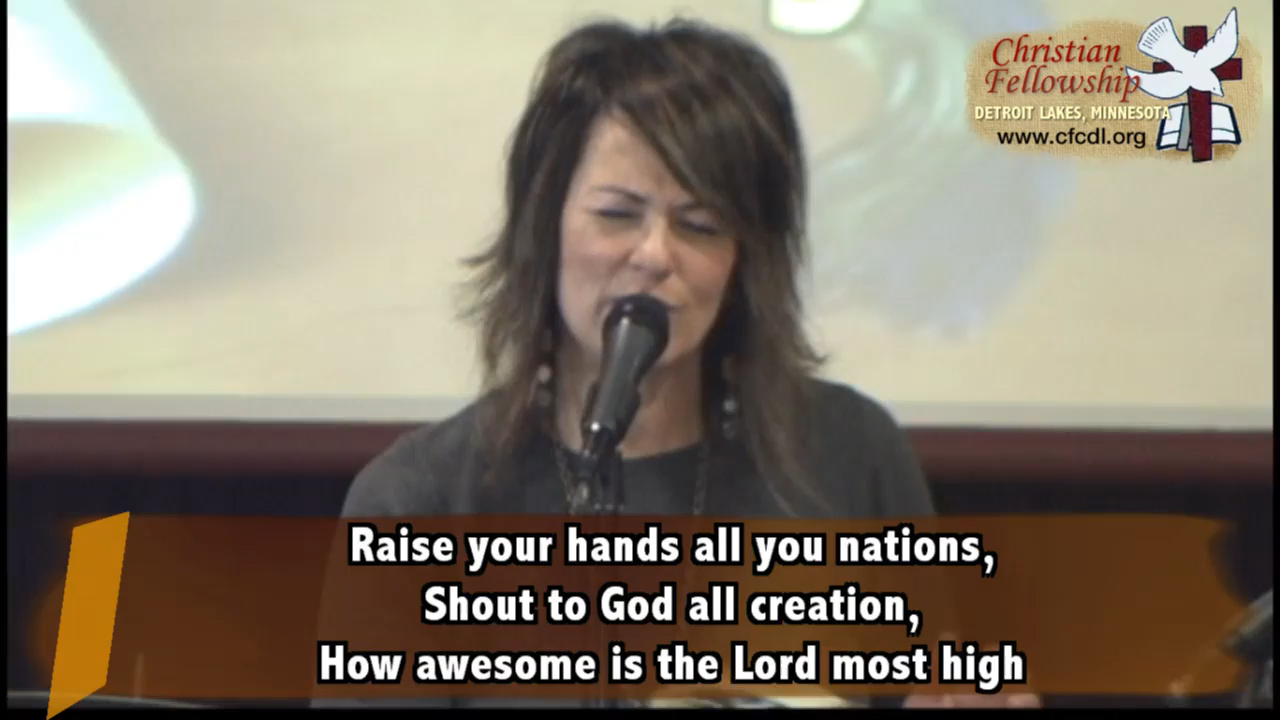 Christian
Fellowship
DETROIT LAKES, MINNESOTA
www.cfcdl.org
Raise your hands all you nations,
Shout to God all creation,
How awesome is the Lord most high